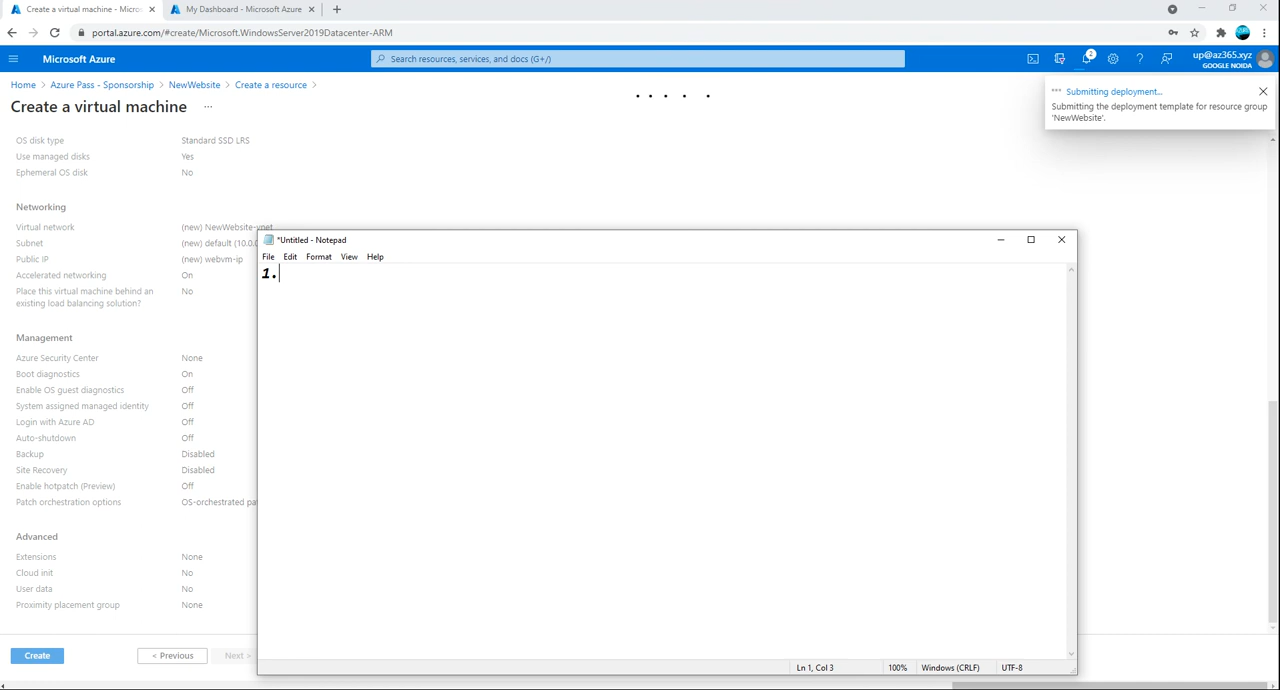 Create a virtual machine - Micros
My Dashboard - Microsoft Azure
portal.azure.com/#create/Microsoft.WindowsServer2019Datacenter-ARM
Microsoft Azure
Search resources, services, and docs (G+/)
2
up@az365.xyz
GOOGLE NOIDA
Home > Azure Pass - Sponsorship > NewWebsite > Create a resource >
Create a virtual machine ...
Submitting deployment...
Submitting the deployment template for resource group
'NewWebsite'.
OS disk type Standard SSD LRS
Use managed disks Yes
Ephemeral OS disk No
Networking
Virtual network (new) NewWebsite-vnet
Subnet (new) default (10.0.0
Public IP (new) webvm-ip
Accelerated networking On
Place this virtual machine behind an No
existing load balancing solution?
Management
Azure Security Center None
Boot diagnostics On
Enable OS guest diagnostics Off
System assigned managed identity Off
Login with Azure AD Off
Auto-shutdown Off
Backup Disabled
Site Recovery Disabled
Enable hotpatch (Preview) Off
Patch orchestration options OS-orchestrated pa
Advanced
Extensions None
Cloud init No
User data No
Proximity placement group None
Create
< Previous
Next >
*Untitled - Notepad
File Edit Format View Help
1.
Ln 1, Col 3
100%
Windows (CRLF)
UTF-8